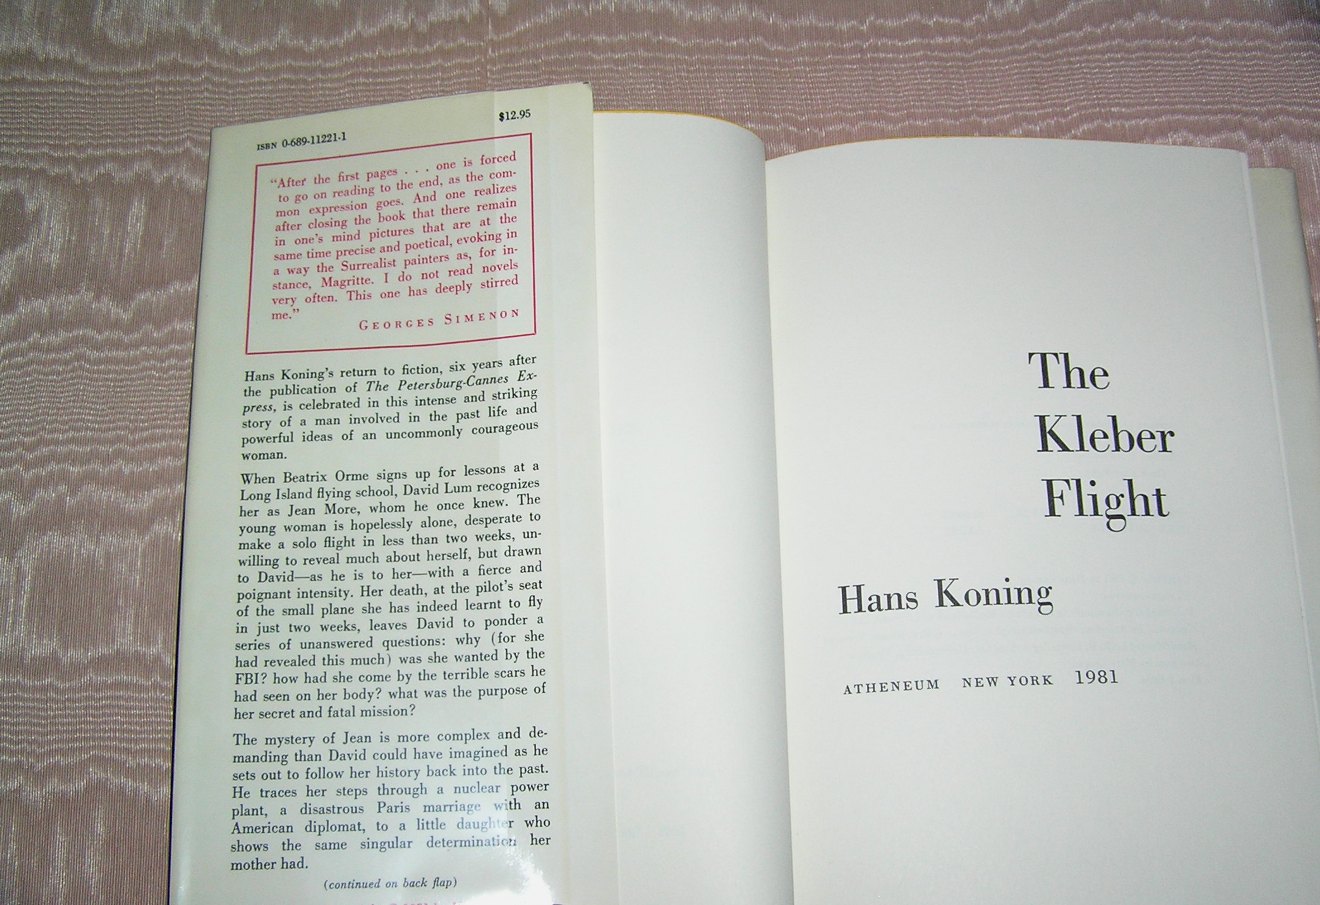 ISBN 0-689-11221-1
$12.95
"After the first pages . . . one is forced
to go on reading to the end, as the com-
mon expression goes. And one realizes
after closing the book that there remain
in one's mind pictures that are at the
same time precise and poetical, evoking in
a way the Surrealist painters as, for in-
stance, Magritte. I do not read novels
very often. This one has deeply stirred
me."
GEORGES SIMENON
Hans Koning's return to fiction, six years after
the publication of The Petersburg-Cannes Ex-
press, is celebrated in this intense and striking
story of a man involved in the past life and
powerful ideas of an uncommonly courageous
woman.
When Beatrix Orme signs up for lessons at a
Long Island flying school, David Lum recognizes
her as Jean More, whom he once knew. The
young woman is hopelessly alone, desperate to
make a solo flight in less than two weeks, un-
willing to reveal much about herself, but drawn
to David—as he is to her—with a fierce and
poignant intensity. Her death, at the pilot's seat
of the small plane she has indeed learnt to fly
in just two weeks, leaves David to ponder a
series of unanswered questions: why (for she
had revealed this much) was she wanted by the
FBI? how had she come by the terrible scars he
had seen on her body? what was the purpose of
her secret and fatal mission?
The mystery of Jean is more complex and de-
manding than David could have imagined as he
sets out to follow her history back into the past.
He traces her steps through a nuclear power
plant, a disastrous Paris marriage with an
American diplomat, to a little daughter who
shows the same singular determination her
mother had.
(continued on back flap)
The
Kleber
Flight
Hans Koning
ATHENEUM NEW YORK 1981